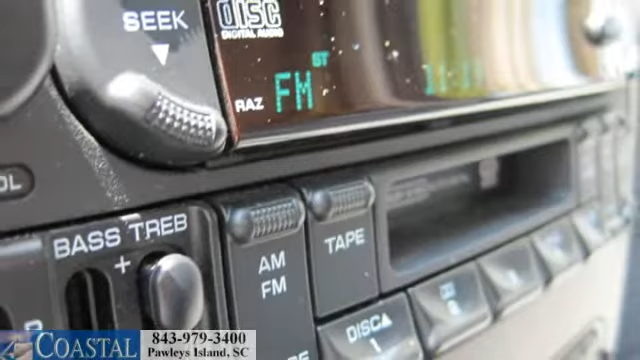 SEEK
disc
DIGITAL AUDIO
ST
RAZ FM
OL
BASS TREB
+
AM
FM
TAPE
DISC▲
1
COASTAL
843-979-3400
Pawleys Island, SC